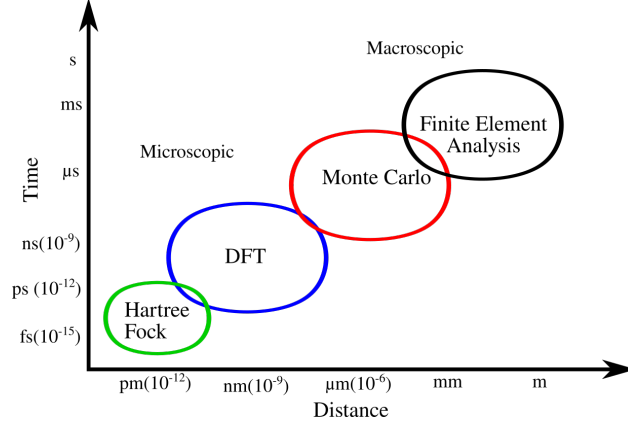 Macroscopic
s
ms
Finite Element
Analysis
Microscopic
µs
Monte Carlo
Time
ns(10-9)
DFT
ps (10-12)
Hartree
Fock
fs(10-15)
pm(10-12)
nm(10-9)
µm(10-6)
mm
m
Distance